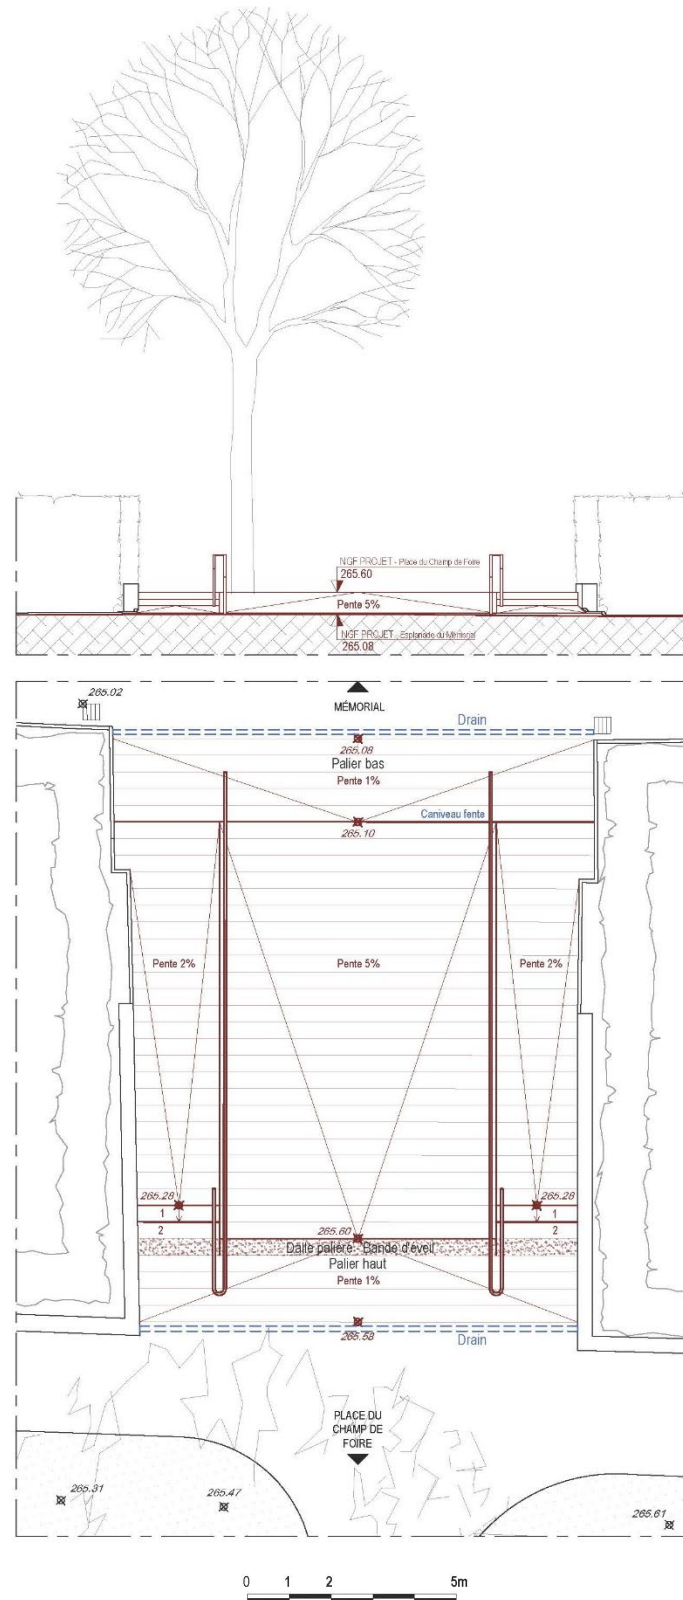 NGF PROJET - Place du Champ de Foire
265.60
Pente 5%
NGF PROJET - Esplanade du Mémorial
265.08
265.02
MÉMORIAL
Drain
265.08
Palier bas
Pente 1%
Caniveau fente
265.10
Pente 2%
Pente 5%
Pente 2%
265.28
265.28
1
1
2
2
265.60
Dalle palière - Bande d'éveil
Palier haut
Pente 1%
265.58
Drain
PLACE DU
CHAMP DE
FOIRE
265.31
265.47
265.61
0 1 2 5m